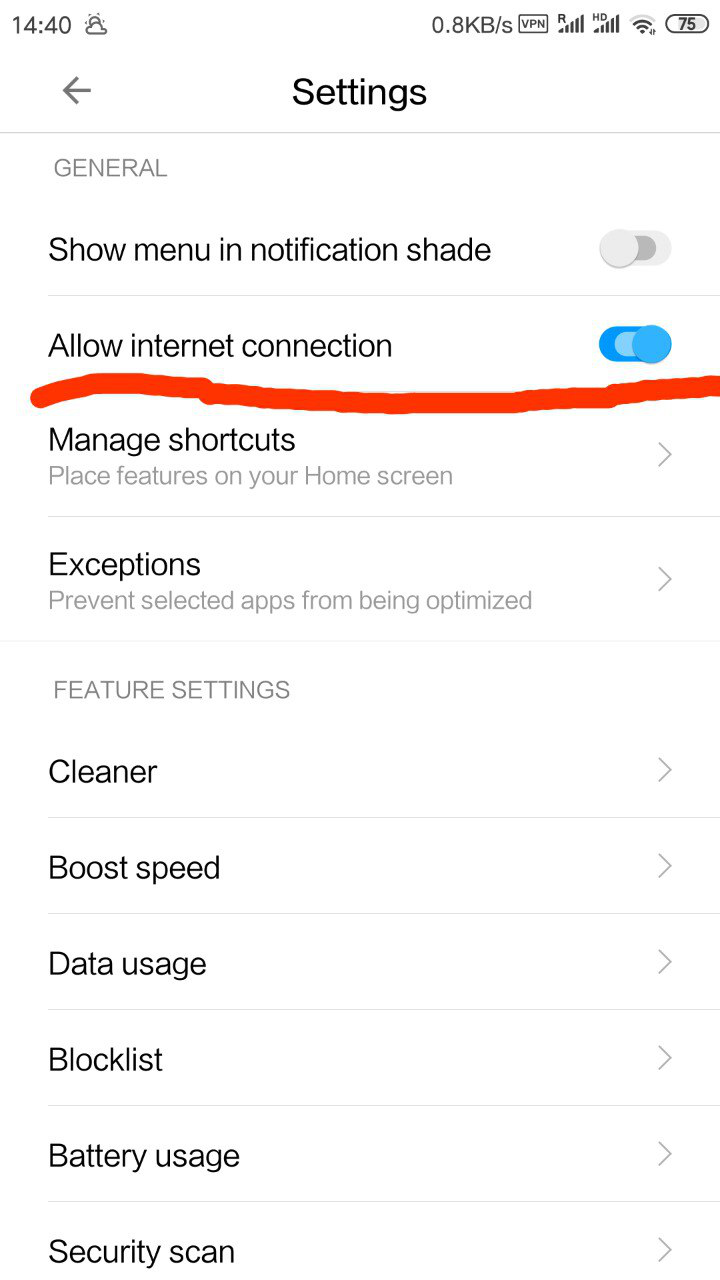 14:40 0.8KB/s VPN R HD 75
Settings
GENERAL
Show menu in notification shade
Allow internet connection
Manage shortcuts
Place features on your Home screen
Exceptions
Prevent selected apps from being optimized
FEATURE SETTINGS
Cleaner
Boost speed
Data usage
Blocklist
Battery usage
Security scan